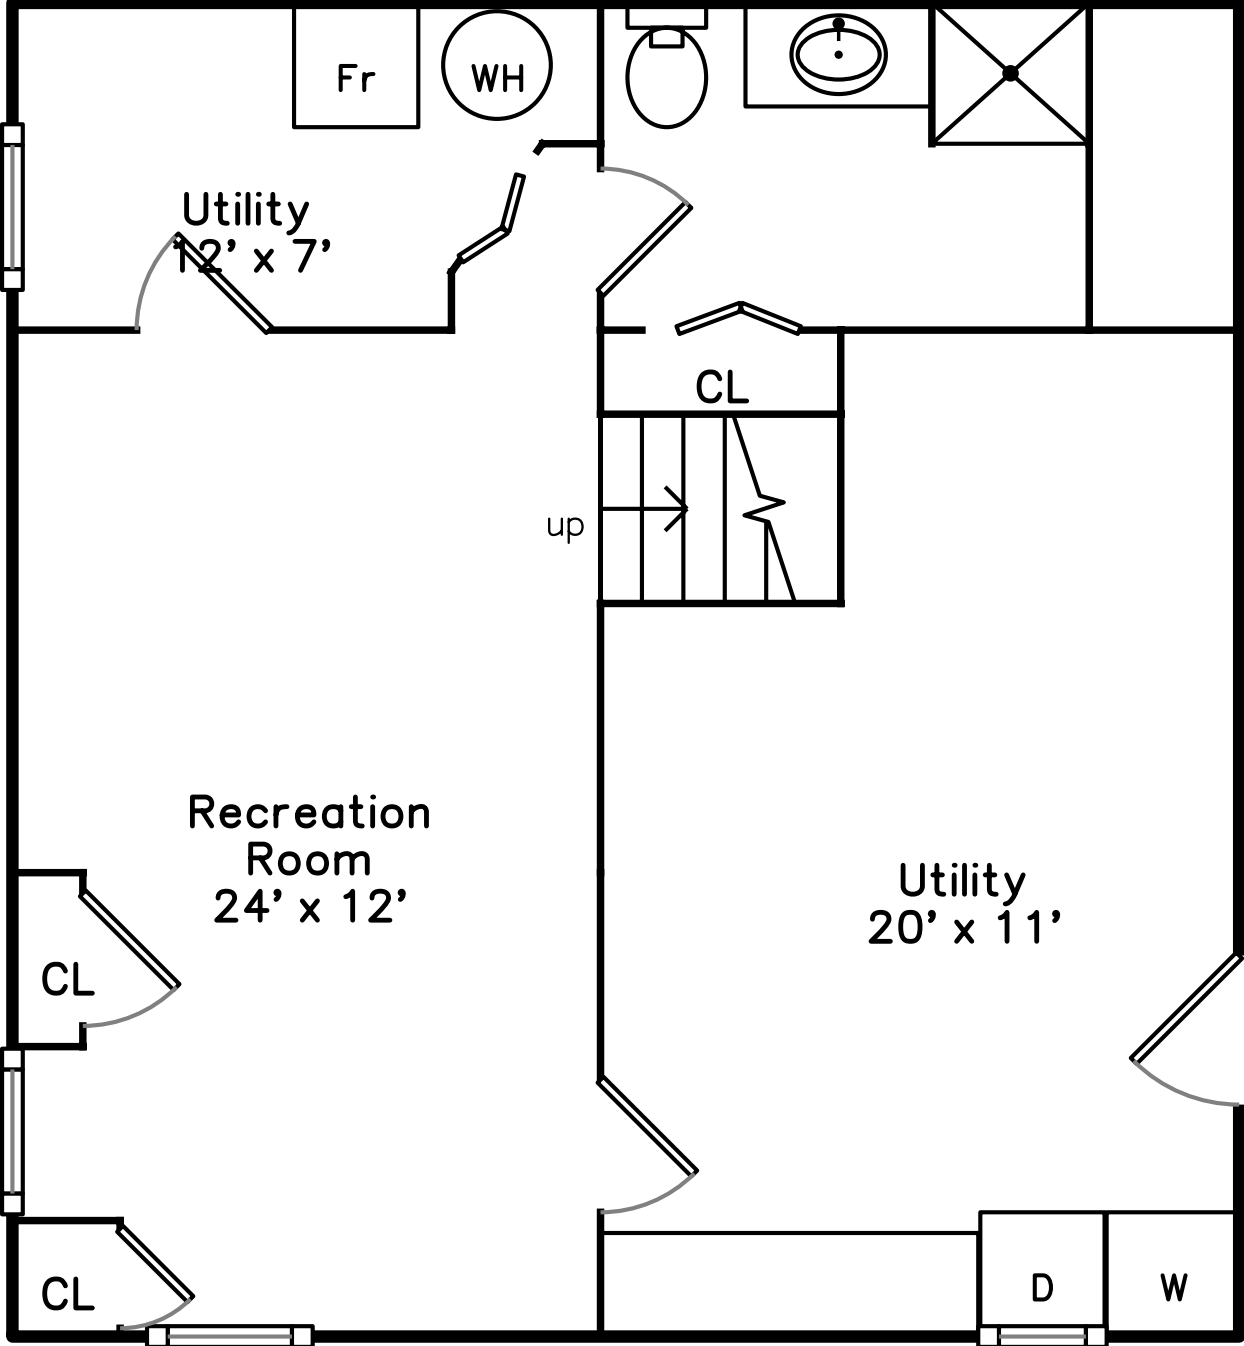 Fr
WH
Utility
12' x 7'
CL
up
Recreation
Room
24' x 12'
Utility
20' x 11'
CL
CL
D
W